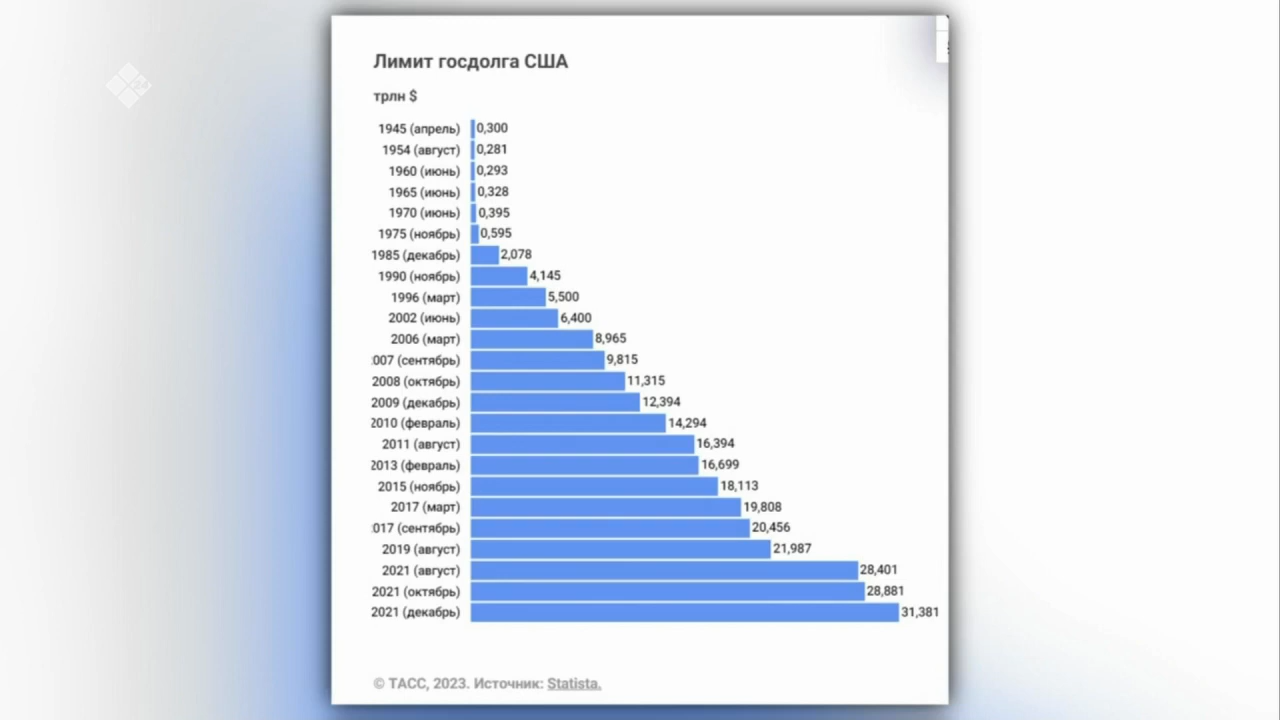 Лимит госдолга США
трлн $
1945 (апрель) 0,300
1954 (август) 0,281
1960 (июнь) 0,293
1965 (июнь) 0,328
1970 (июнь) 0,395
1975 (ноябрь) 0,595
1985 (декабрь) 2,078
1990 (ноябрь) 4,145
1996 (март) 5,500
2002 (июнь) 6,400
2006 (март) 8,965
007 (сентябрь) 9,815
2008 (октябрь) 11,315
2009 (декабрь) 12,394
2010 (февраль) 14,294
2011 (август) 16,394
2013 (февраль) 16,699
2015 (ноябрь) 18,113
2017 (март) 19,808
017 (сентябрь) 20,456
2019 (август) 21,987
2021 (август) 28,401
2021 (октябрь) 28,881
2021 (декабрь) 31,381
© ТАСС, 2023. Источник: Statista.